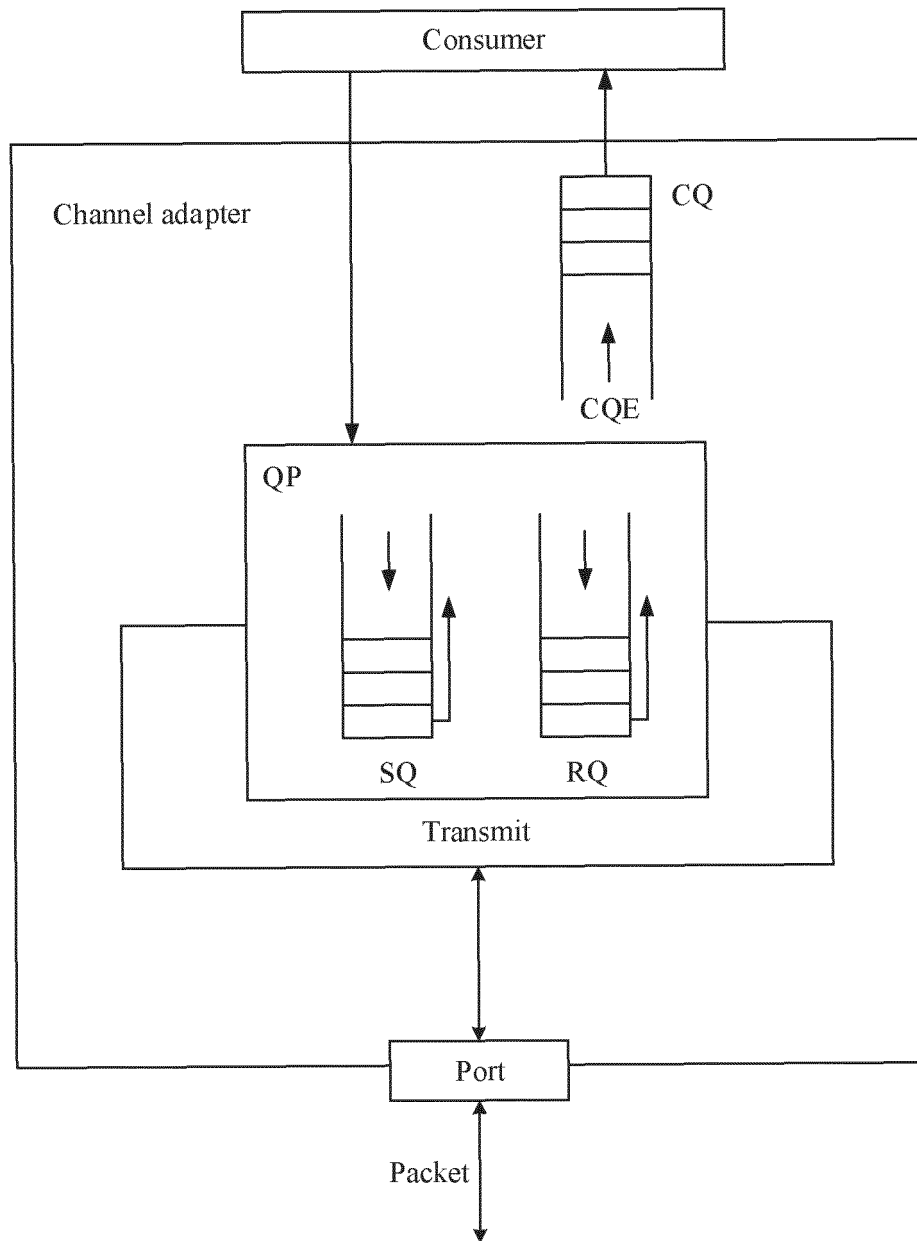 Consumer
Channel adapter
CQ
CQE
QP
SQ
RQ
Transmit
Port
Packet